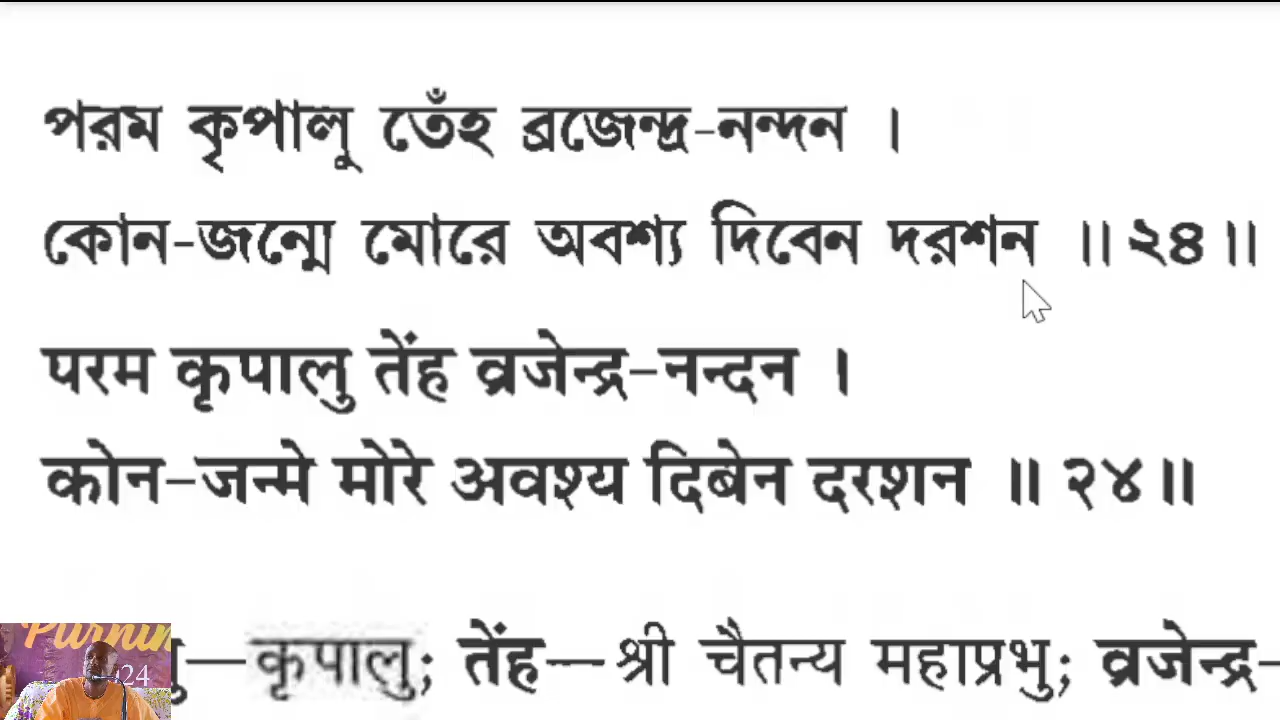 পরম কৃপালু তেঁহ ব্রজেন্দ্র-নন্দন ।
কোন-জন্মে মোরে অবশ্য দিবেন দরশন ॥ ২৪॥
परम कृपालु तेंह व्रजेन्द्र-नन्दन ।
कोन-जन्मे मोरे अवश्य दिबेन दरशन ॥ २४॥
—कृपालु; तेंह—श्री चैतन्य महाप्रभु; व्रजेन्द्र-
24